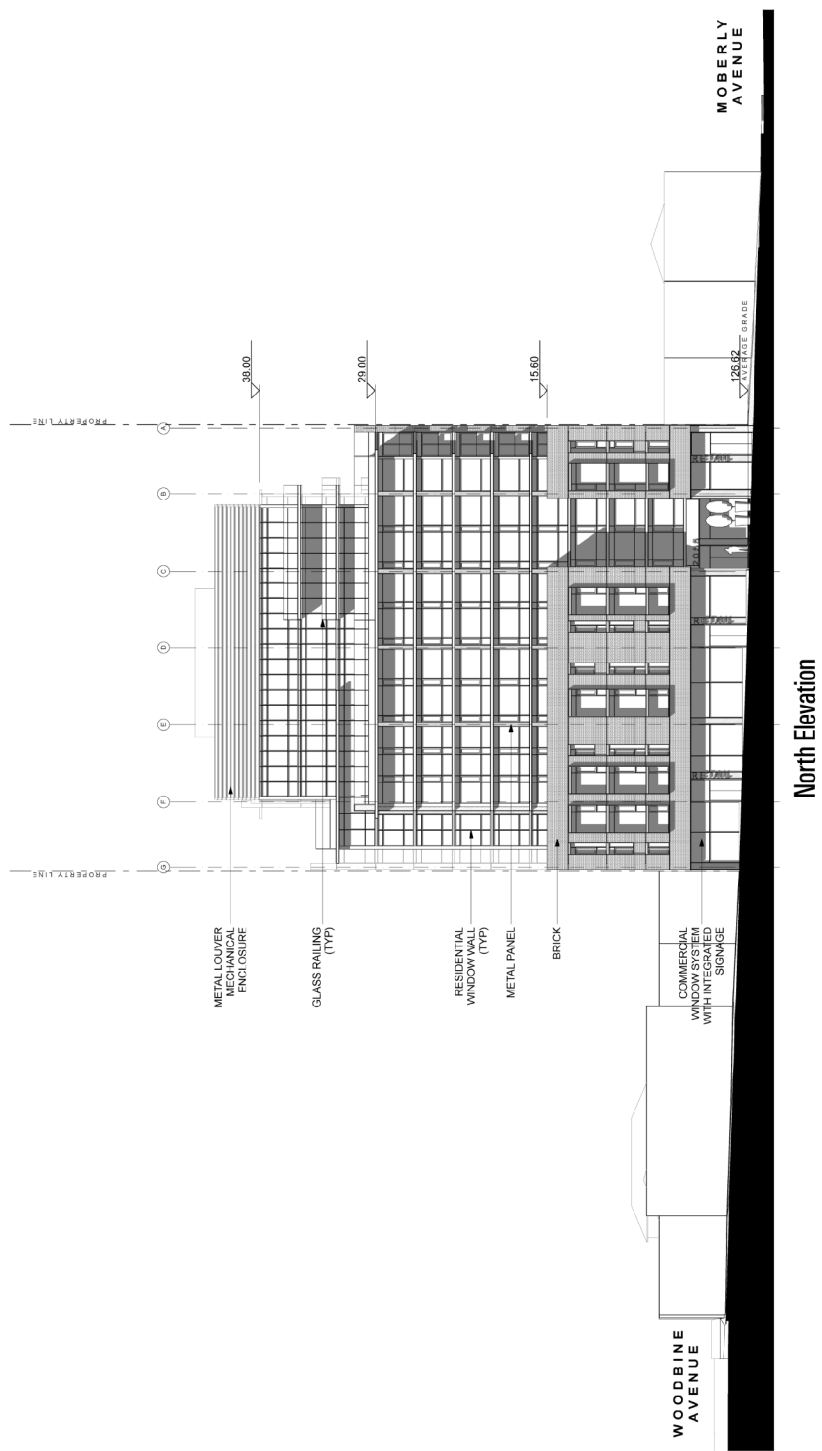 PROPERTY LINE
PROPERTY LINE
G
F
E
D
C
B
A
METAL LOUVER
MECHANICAL
ENCLOSURE
38.00
GLASS RAILING
(TYP)
29.00
RESIDENTIAL
WINDOW WALL
(TYP)
METAL PANEL
BRICK
15.60
COMMERCIAL
WINDOW SYSTEM
WITH INTEGRATED
SIGNAGE
RETAIL
RETAIL
RETAIL
126.62
AVERAGE GRADE
WOODBINE
AVENUE
MOBERLY
AVENUE
North Elevation